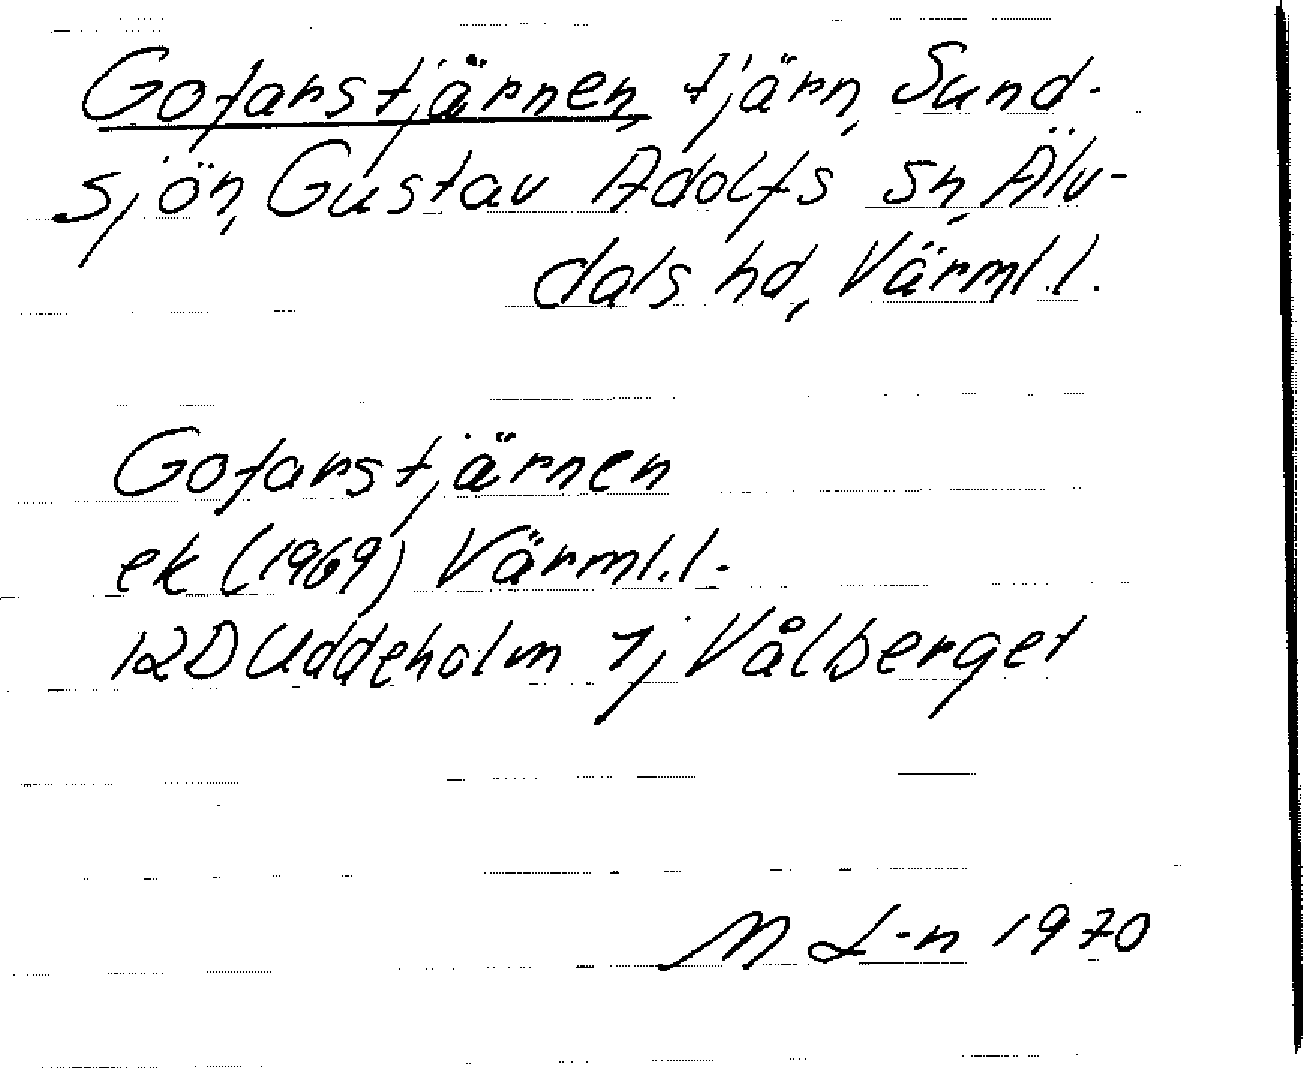 Gofarstjärnen, tjärn, Sund-
sjön, Gustav Adolfs sn, Älv-
dals hd, Värml.l.
Gofarstjärnen
ek (1969) Värml.l.
12D Uddeholm 7j Vålberget
M L-n 1970